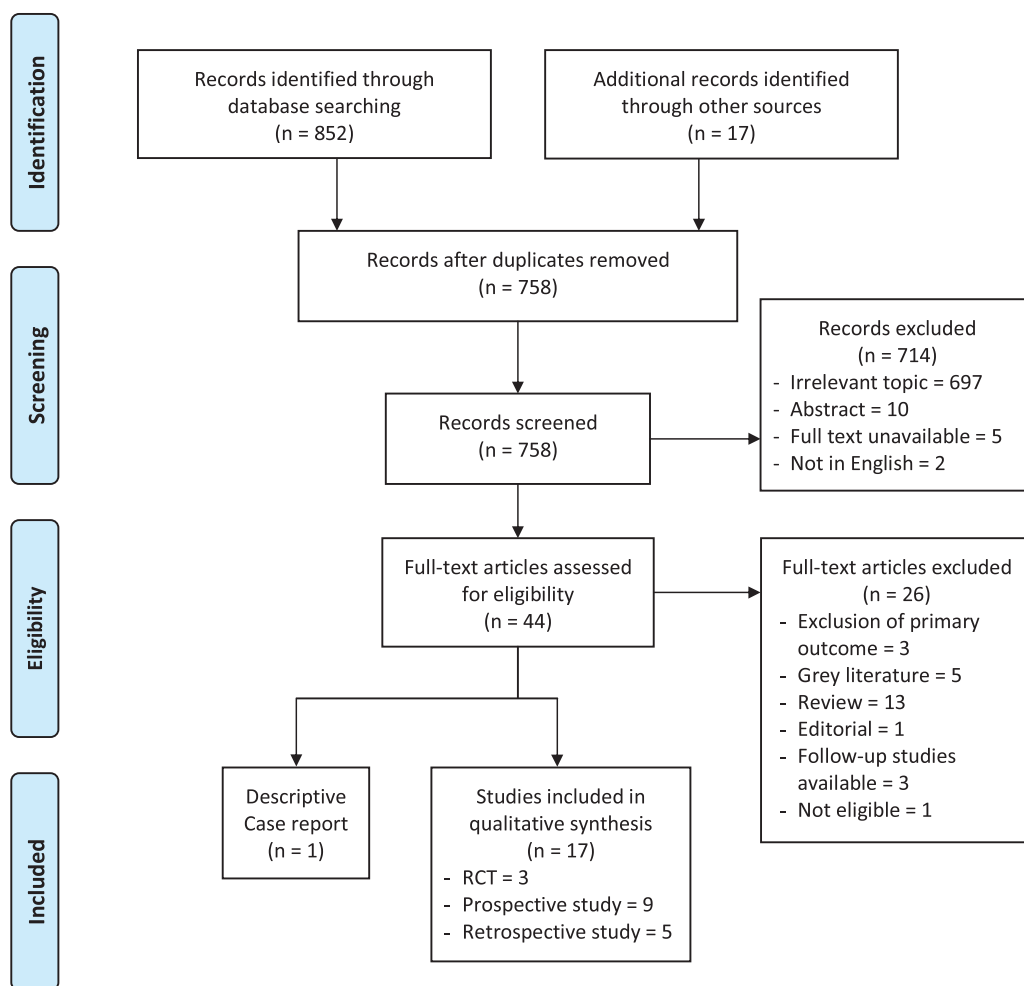 Identification
Records identified through
database searching
(n = 852)
Additional records identified
through other sources
(n = 17)
Records after duplicates removed
(n = 758)
Screening
Records screened
(n = 758)
Records excluded
(n = 714)
- Irrelevant topic = 697
- Abstract = 10
- Full text unavailable = 5
- Not in English = 2
Eligibility
Full-text articles assessed
for eligibility
(n = 44)
Full-text articles excluded
(n = 26)
- Exclusion of primary
outcome = 3
- Grey literature = 5
- Review = 13
- Editorial = 1
- Follow-up studies
available = 3
- Not eligible = 1
Included
Descriptive
Case report
(n = 1)
Studies included in
qualitative synthesis
(n = 17)
- RCT = 3
- Prospective study = 9
- Retrospective study = 5